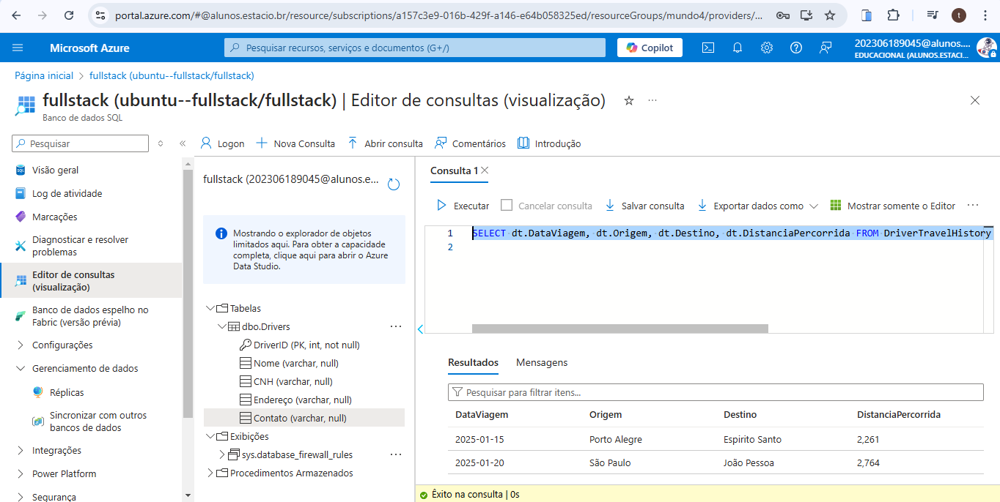 portal.azure.com/#@alunos.estacio.br/resource/subscriptions/a157c3e9-016b-429f-a146-e64b058325ed/resourceGroups/mundo4/providers/...
t
Microsoft Azure
Pesquisar recursos, serviços e documentos (G+/)
Copilot
202306189045@alunos....
EDUCACIONAL (ALUNOS.ESTACI...
Página inicial > fullstack (ubuntu--fullstack/fullstack)
fullstack (ubuntu--fullstack/fullstack) | Editor de consultas (visualização)
Banco de dados SQL
Pesquisar
Visão geral
Log de atividade
Marcações
Diagnosticar e resolver
problemas
Editor de consultas
(visualização)
Banco de dados espelho no
Fabric (versão prévia)
Configurações
Gerenciamento de dados
Réplicas
Sincronizar com outros
bancos de dados
Integrações
Power Platform
Segurança
Logon Nova Consulta Abrir consulta Comentários Introdução
fullstack (202306189045@alunos.e...
Mostrando o explorador de objetos
limitados aqui. Para obter a capacidade
completa, clique aqui para abrir o Azure
Data Studio.
Tabelas
dbo.Drivers
DriverID (PK, int, not null)
Nome (varchar, null)
CNH (varchar, null)
Endereço (varchar, null)
Contato (varchar, null)
Exibições
sys.database_firewall_rules
Procedimentos Armazenados
Consulta 1
Executar Cancelar consulta Salvar consulta Exportar dados como Mostrar somente o Editor
1 SELECT dt.DataViagem, dt.Origem, dt.Destino, dt.DistanciaPercorrida FROM DriverTravelHistory
2
Resultados Mensagens
Pesquisar para filtrar itens...
DataViagem Origem Destino DistanciaPercorrida
2025-01-15 Porto Alegre Espirito Santo 2,261
2025-01-20 São Paulo João Pessoa 2,764
Êxito na consulta | 0s